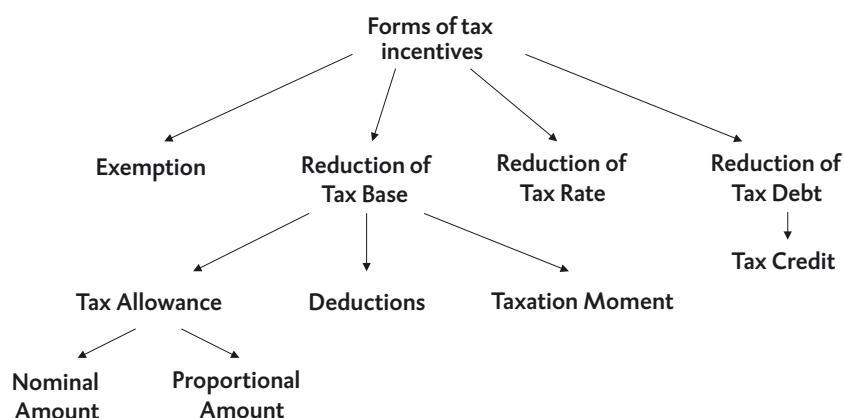 Forms of tax
incentives
Exemption
Reduction of
Tax Base
Reduction of
Tax Rate
Reduction of
Tax Debt
Tax Credit
Tax Allowance
Deductions
Taxation Moment
Nominal
Amount
Proportional
Amount